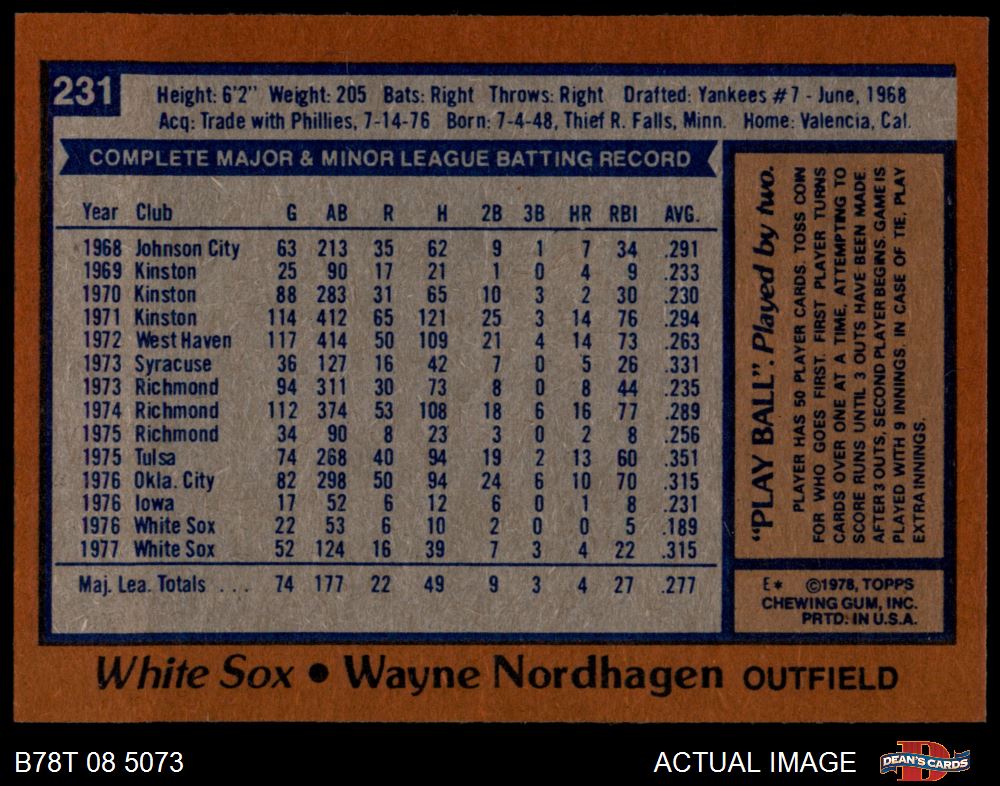 231
Height: 6'2" Weight: 205 Bats: Right Throws: Right Drafted: Yankees #7 - June, 1968
Acq: Trade with Phillies, 7-14-76 Born: 7-4-48, Thief R. Falls, Minn. Home: Valencia, Cal.
COMPLETE MAJOR & MINOR LEAGUE BATTING RECORD
Year Club G AB R H 2B 3B HR RBI AVG.
1968 Johnson City 63 213 35 62 9 1 7 34 .291
1969 Kinston 25 90 17 21 1 0 4 9 .233
1970 Kinston 88 283 31 65 10 3 2 30 .230
1971 Kinston 114 412 65 121 25 3 14 76 .294
1972 West Haven 117 414 50 109 21 4 14 73 .263
1973 Syracuse 36 127 16 42 7 0 5 26 .331
1973 Richmond 94 311 30 73 8 0 8 44 .235
1974 Richmond 112 374 53 108 18 6 16 77 .289
1975 Richmond 34 90 8 23 3 0 2 8 .256
1975 Tulsa 74 268 40 94 19 2 13 60 .351
1976 Okla. City 82 298 50 94 24 6 10 70 .315
1976 Iowa 17 52 6 12 6 0 1 8 .231
1976 White Sox 22 53 6 10 2 0 0 5 .189
1977 White Sox 52 124 16 39 7 3 4 22 .315
Maj. Lea. Totals . . . 74 177 22 49 9 3 4 27 .277
"PLAY BALL". Played by two.
PLAYER HAS 50 PLAYER CARDS. TOSS COIN
FOR WHO GOES FIRST. FIRST PLAYER TURNS
CARDS OVER ONE AT A TIME, ATTEMPTING TO
SCORE RUNS UNTIL 3 OUTS HAVE BEEN MADE.
AFTER 3 OUTS, SECOND PLAYER BEGINS. GAME IS
PLAYED WITH 9 INNINGS. IN CASE OF TIE, PLAY
EXTRA INNINGS.
E* ©1978, TOPPS
CHEWING GUM, INC.
PRTD. IN U.S.A.
White Sox • Wayne Nordhagen OUTFIELD
B78T 08 5073
ACTUAL IMAGE
D
DEAN'S CARDS